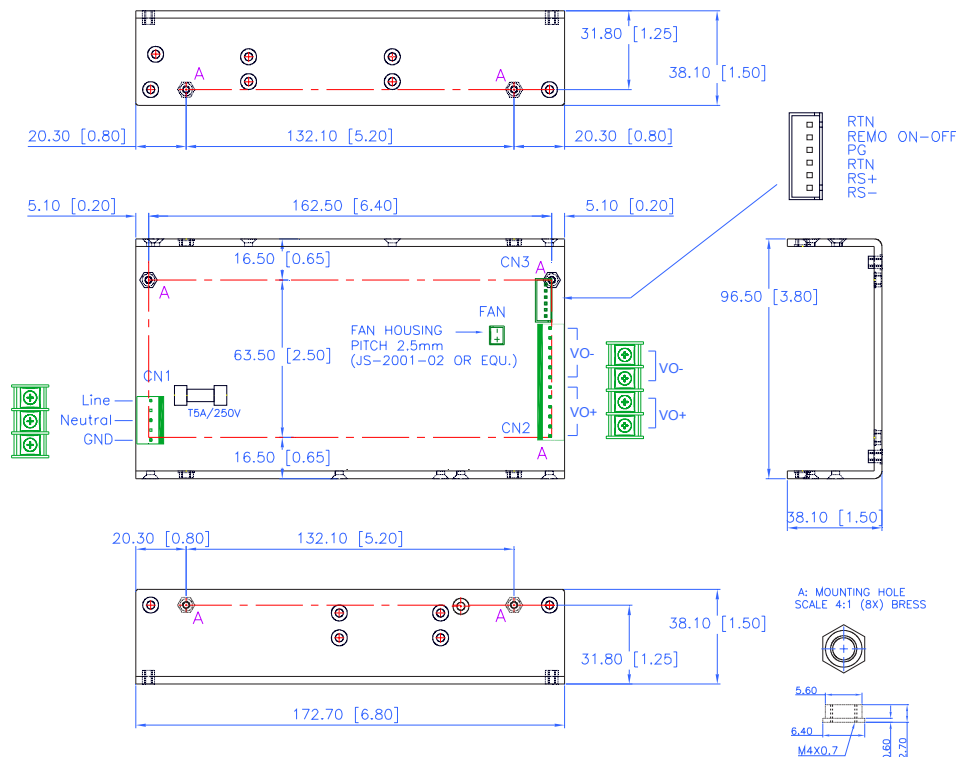 31.80 [1.25]
38.10 [1.50]
A
A
20.30 [0.80]
132.10 [5.20]
20.30 [0.80]
RTN
REMO ON-OFF
PG
RTN
RS+
RS-
5.10 [0.20]
162.50 [6.40]
5.10 [0.20]
16.50 [0.65]
CN3
A
A
96.50 [3.80]
FAN
FAN HOUSING
PITCH 2.5mm
(JS-2001-02 OR EQU.)
+
63.50 [2.50]
VO-
VO-
CN1
Line
T5A/250V
VO+
VO+
Neutral
CN2
GND
A
16.50 [0.65]
38.10 [1.50]
20.30 [0.80]
132.10 [5.20]
A
A
38.10 [1.50]
31.80 [1.25]
172.70 [6.80]
A: MOUNTING HOLE
SCALE 4:1 (8X) BRESS
5.60
6.40
M4X0.7
2.70